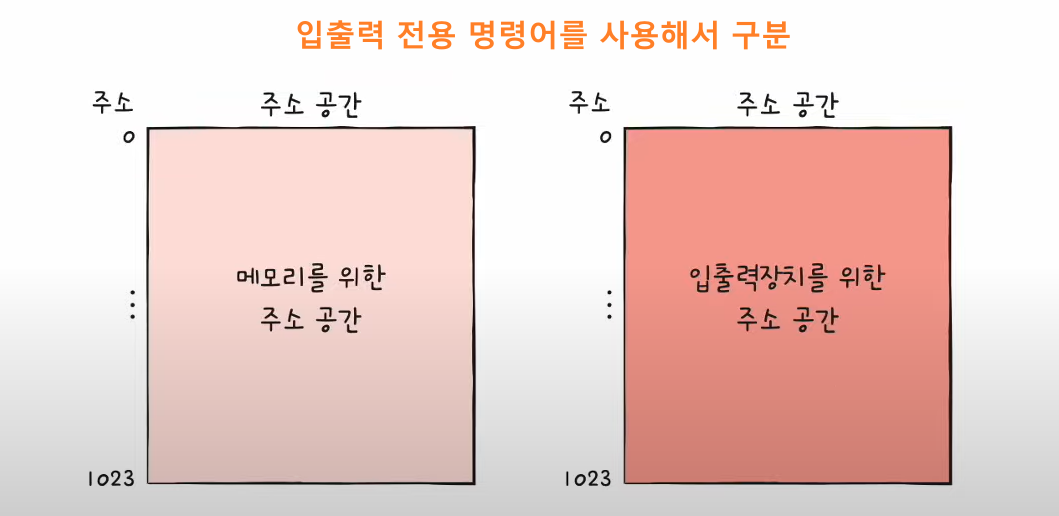 입출력 전용 명령어를 사용해서 구분
주소 주소 공간
0
메모리를 위한
주소 공간
1023
주소 주소 공간
0
입출력장치를 위한
주소 공간
1023